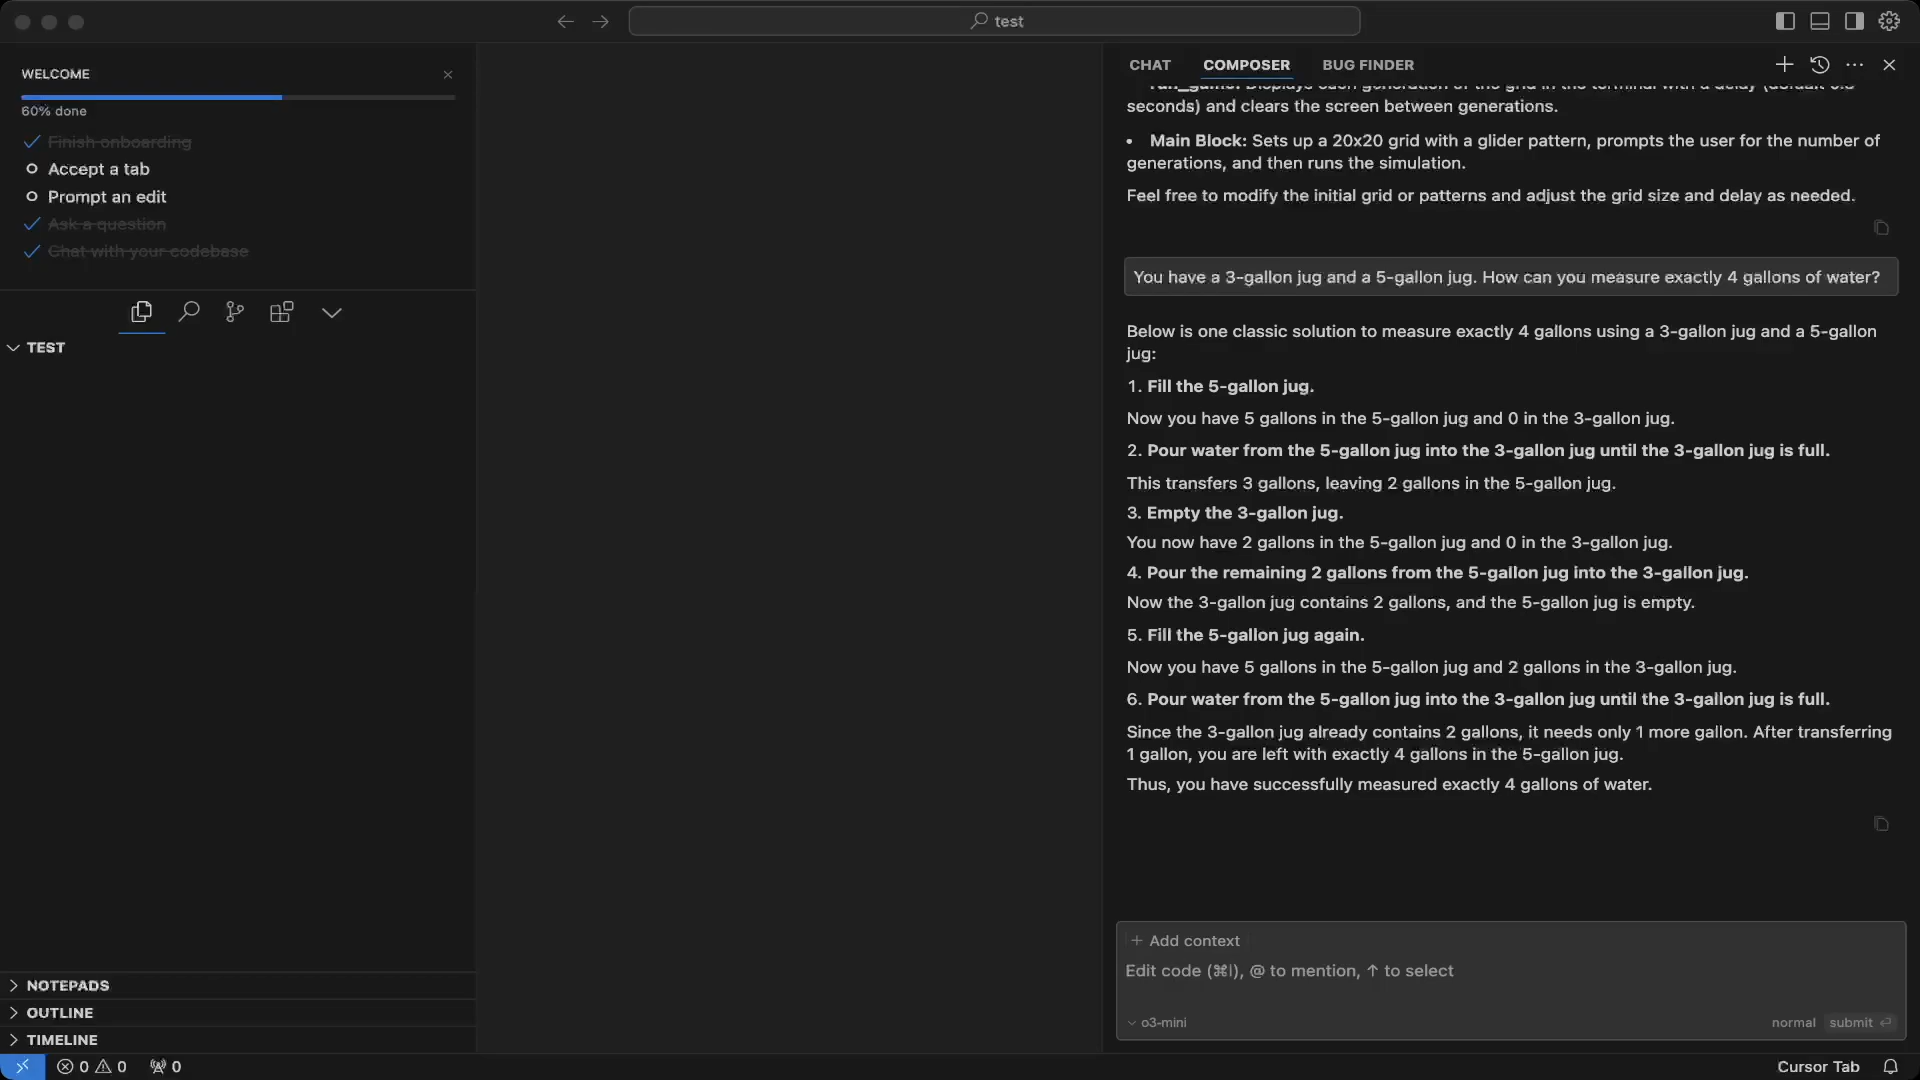 test
WELCOME
60% done
Finish onboarding
Accept a tab
Prompt an edit
Ask a question
Chat with your codebase
TEST
NOTEPADS
OUTLINE
TIMELINE
0 0 0
CHAT COMPOSER BUG FINDER
seconds) and clears the screen between generations.
• Main Block: Sets up a 20x20 grid with a glider pattern, prompts the user for the number of
generations, and then runs the simulation.
Feel free to modify the initial grid or patterns and adjust the grid size and delay as needed.
You have a 3-gallon jug and a 5-gallon jug. How can you measure exactly 4 gallons of water?
Below is one classic solution to measure exactly 4 gallons using a 3-gallon jug and a 5-gallon
jug:
1. Fill the 5-gallon jug.
Now you have 5 gallons in the 5-gallon jug and 0 in the 3-gallon jug.
2. Pour water from the 5-gallon jug into the 3-gallon jug until the 3-gallon jug is full.
This transfers 3 gallons, leaving 2 gallons in the 5-gallon jug.
3. Empty the 3-gallon jug.
You now have 2 gallons in the 5-gallon jug and 0 in the 3-gallon jug.
4. Pour the remaining 2 gallons from the 5-gallon jug into the 3-gallon jug.
Now the 3-gallon jug contains 2 gallons, and the 5-gallon jug is empty.
5. Fill the 5-gallon jug again.
Now you have 5 gallons in the 5-gallon jug and 2 gallons in the 3-gallon jug.
6. Pour water from the 5-gallon jug into the 3-gallon jug until the 3-gallon jug is full.
Since the 3-gallon jug already contains 2 gallons, it needs only 1 more gallon. After transferring
1 gallon, you are left with exactly 4 gallons in the 5-gallon jug.
Thus, you have successfully measured exactly 4 gallons of water.
+ Add context
Edit code (⌘I), @ to mention, ↑ to select
o3-mini
normal submit
Cursor Tab